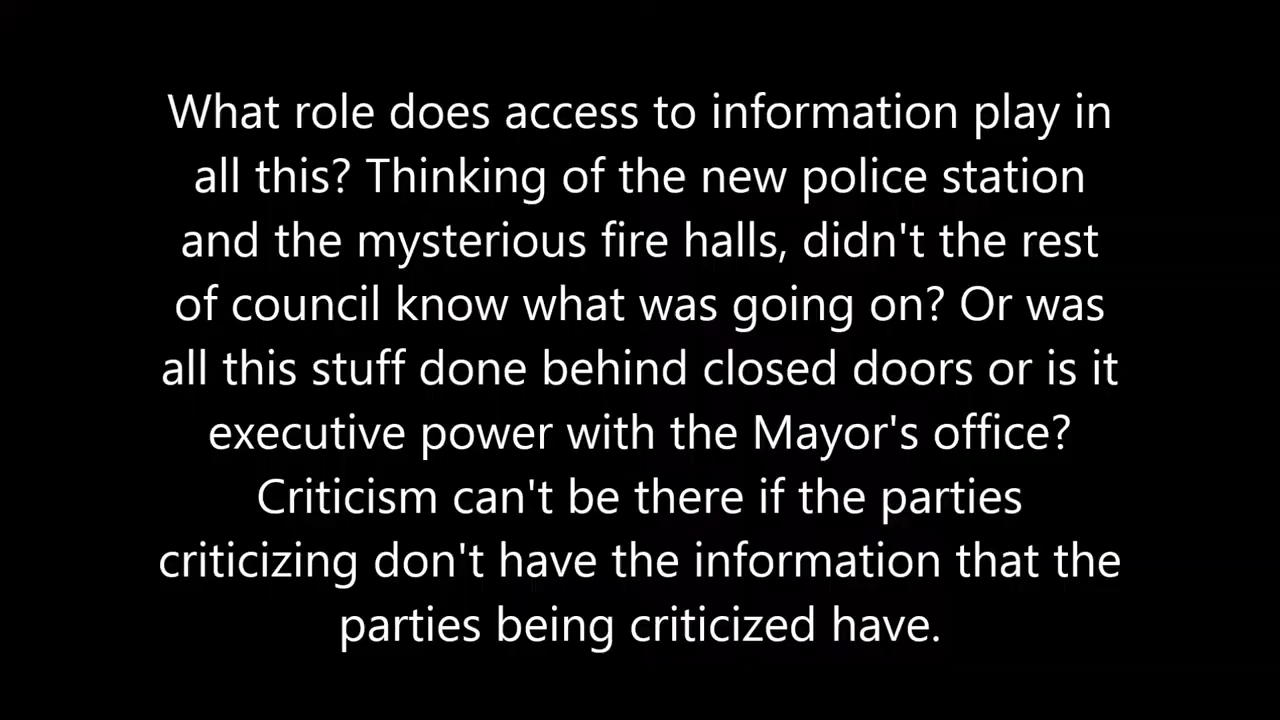 What role does access to information play in
all this? Thinking of the new police station
and the mysterious fire halls, didn't the rest
of council know what was going on? Or was
all this stuff done behind closed doors or is it
executive power with the Mayor's office?
Criticism can't be there if the parties
criticizing don't have the information that the
parties being criticized have.